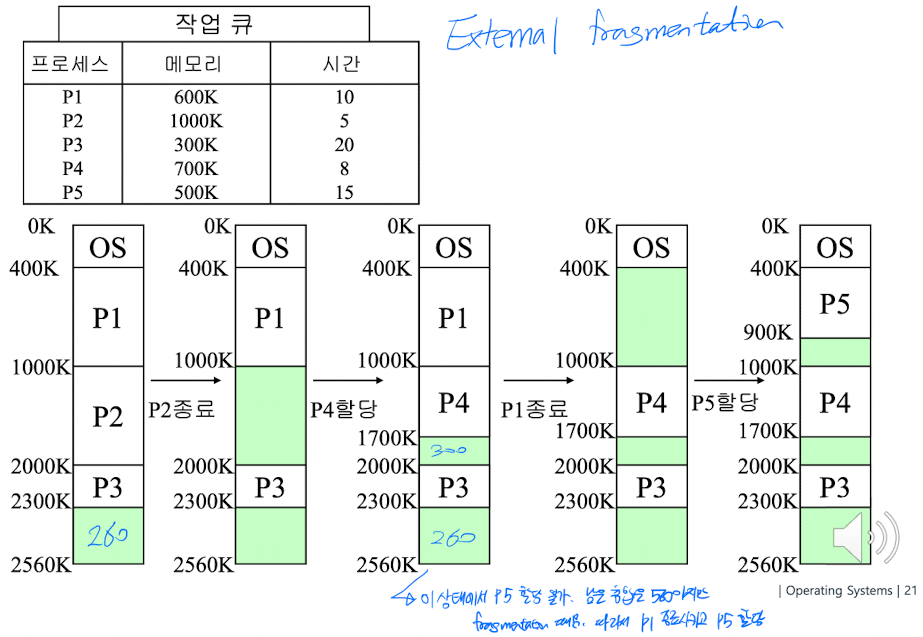 작업 큐
External fragmentation
프로세스 메모리 시간
P1 600K 10
P2 1000K 5
P3 300K 20
P4 700K 8
P5 500K 15
0K 0K 0K 0K 0K
OS OS OS OS OS
400K 400K 400K 400K 400K
P1 P1 P1 P5
900K
1000K 1000K 1000K 1000K 1000K
P2 P2종료 P4할당 P4 P1종료 P4 P5할당 P4
1700K 1700K 1700K
300
2000K 2000K 2000K 2000K 2000K
P3 P3 P3 P3 P3
2300K 2300K 2300K 2300K 2300K
260 260
2560K 2560K 2560K 2560K 2560K
| Operating Systems | 21
이상태에서 P5 할당 불가. 남은 총합은 560이지만
fragmentation 때문. 따라서 P1 종료시키고 P5 할당